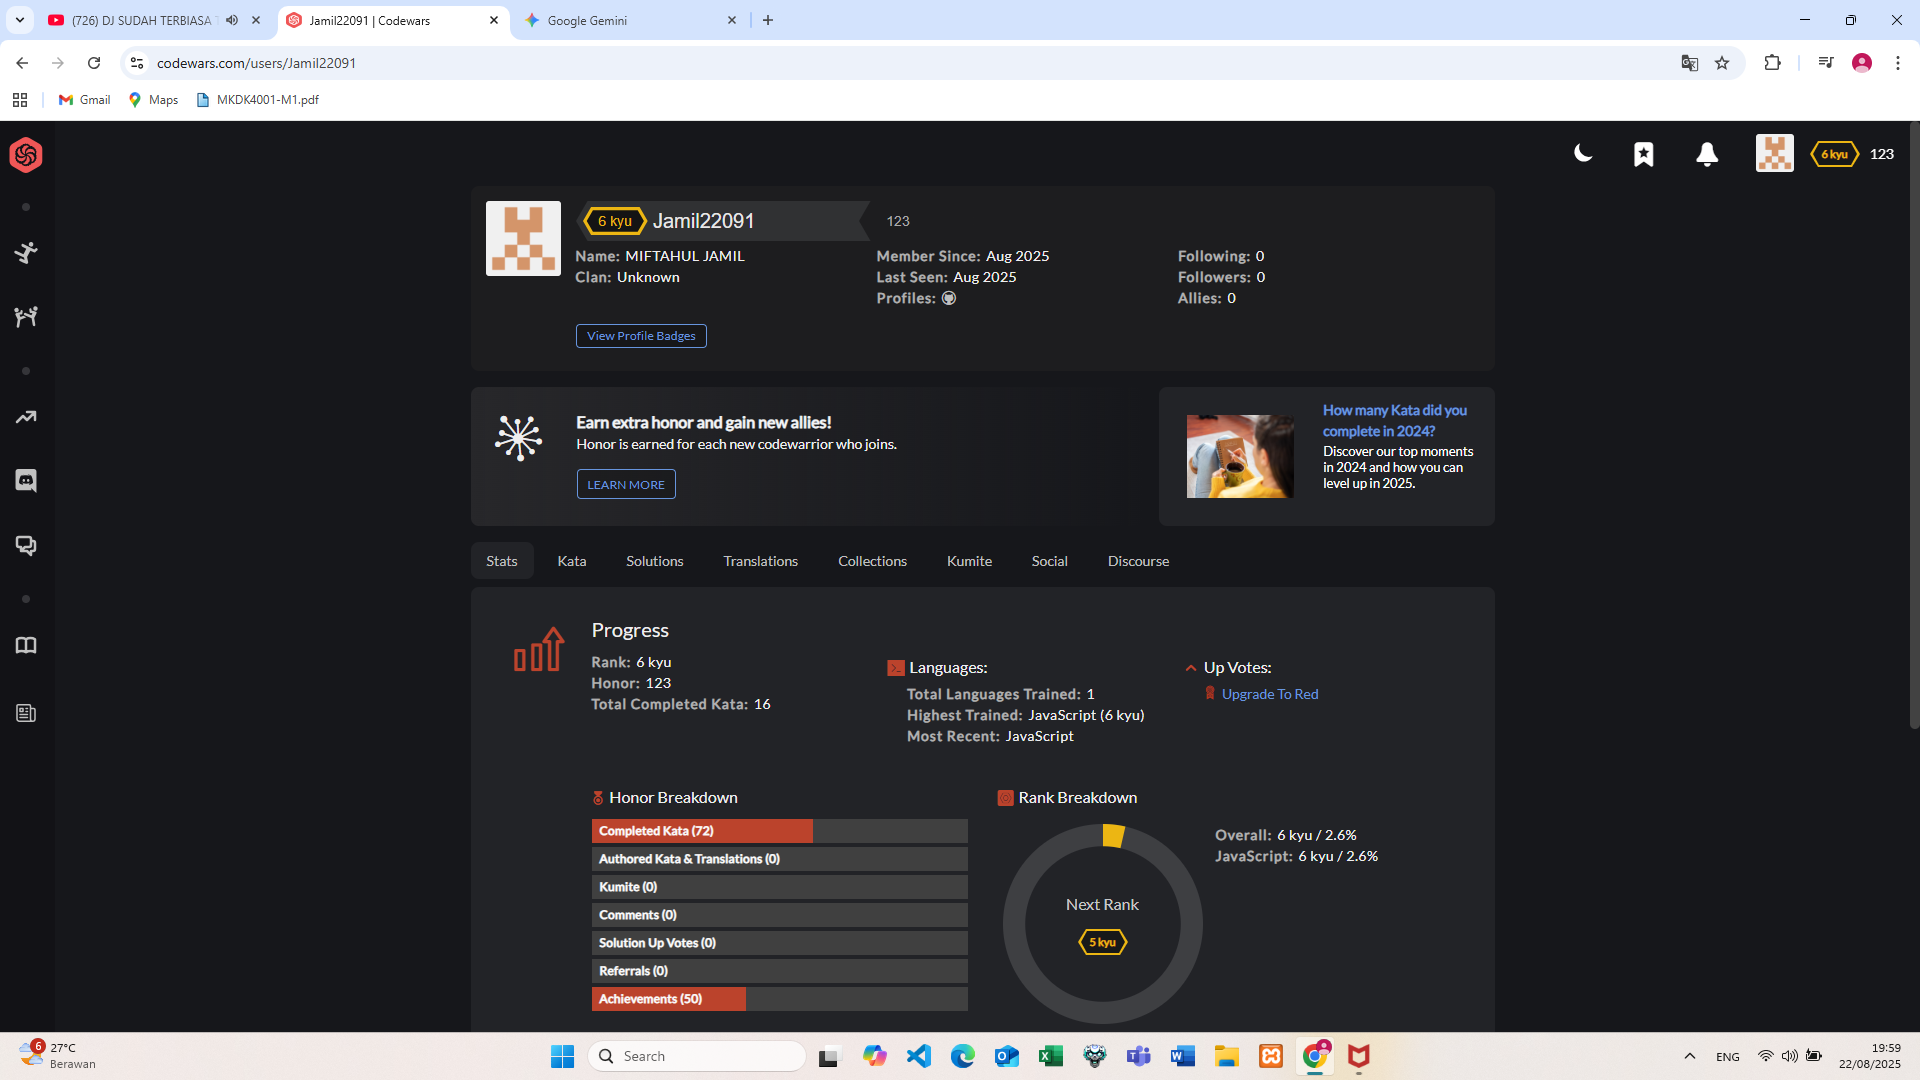 (726) DJ SUDAH TERBIASA T
Jamil22091 | Codewars
Google Gemini
codewars.com/users/Jamil22091
Gmail
Maps
MKDK4001-M1.pdf
6 kyu
123
6 kyu
Jamil22091
123
Name: MIFTAHUL JAMIL
Clan: Unknown
Member Since: Aug 2025
Last Seen: Aug 2025
Profiles:
Following: 0
Followers: 0
Allies: 0
View Profile Badges
Earn extra honor and gain new allies!
Honor is earned for each new codewarrior who joins.
LEARN MORE
How many Kata did you
complete in 2024?
Discover our top moments
in 2024 and how you can
level up in 2025.
Stats
Kata
Solutions
Translations
Collections
Kumite
Social
Discourse
Progress
Rank: 6 kyu
Honor: 123
Total Completed Kata: 16
Languages:
Total Languages Trained: 1
Highest Trained: JavaScript (6 kyu)
Most Recent: JavaScript
Up Votes:
Upgrade To Red
Honor Breakdown
Completed Kata (72)
Authored Kata & Translations (0)
Kumite (0)
Comments (0)
Solution Up Votes (0)
Referrals (0)
Achievements (50)
Rank Breakdown
Next Rank
5 kyu
Overall: 6 kyu / 2.6%
JavaScript: 6 kyu / 2.6%
6
27°C
Berawan
Search
ENG
19:59
22/08/2025